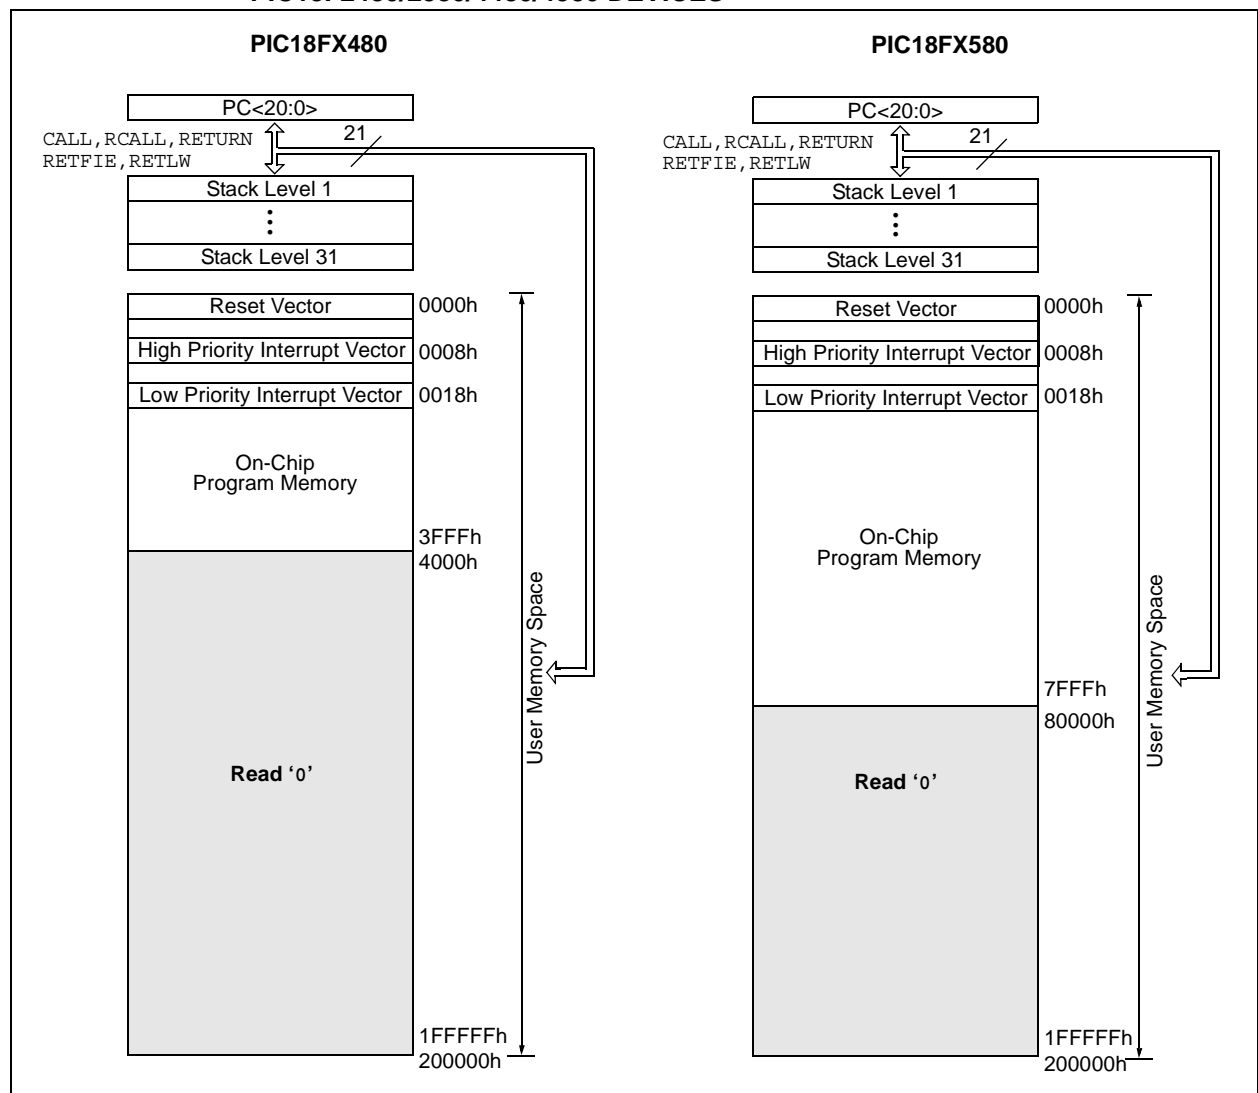 PIC18FX480
PC<20:0>
CALL,RCALL,RETURN
RETFIE,RETLW
21
Stack Level 1
Stack Level 31
Reset Vector
0000h
High Priority Interrupt Vector
0008h
Low Priority Interrupt Vector
0018h
On-Chip
Program Memory
3FFFh
4000h
Read ‘0’
1FFFFFh
200000h
User Memory Space
PIC18FX580
PC<20:0>
CALL,RCALL,RETURN
RETFIE,RETLW
21
Stack Level 1
Stack Level 31
Reset Vector
0000h
High Priority Interrupt Vector
0008h
Low Priority Interrupt Vector
0018h
On-Chip
Program Memory
7FFFh
80000h
Read ‘0’
1FFFFFh
200000h
User Memory Space